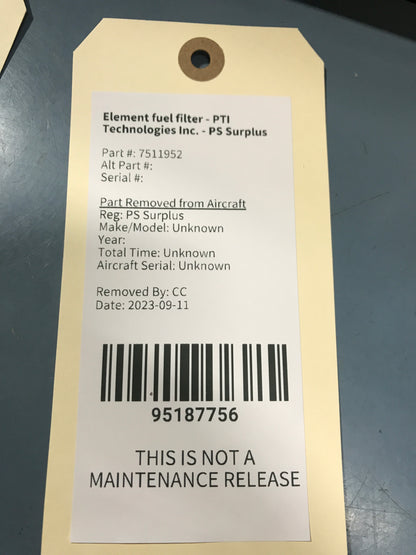 Element fuel filter - PTI
Technologies Inc. - PS Surplus
Part #: 7511952
Alt Part #:
Serial #:
Part Removed from Aircraft
Reg: PS Surplus
Make/Model: Unknown
Year:
Total Time: Unknown
Aircraft Serial: Unknown
Removed By: CC
Date: 2023-09-11
95187756
THIS IS NOT A
MAINTENANCE RELEASE